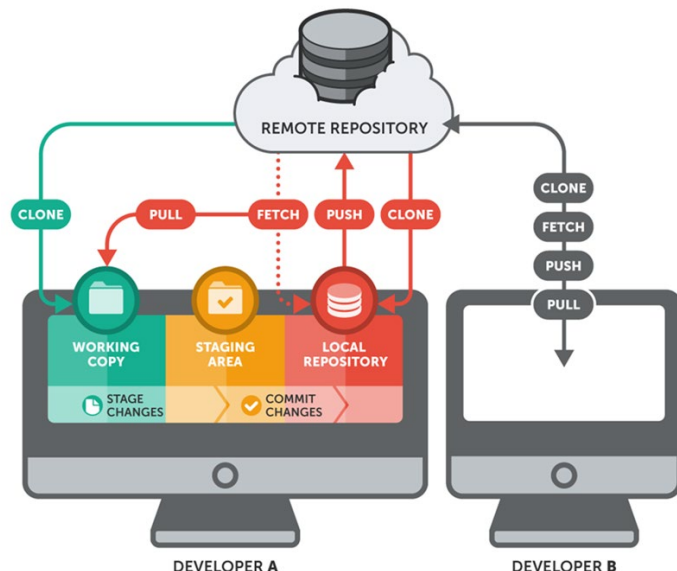 REMOTE REPOSITORY
CLONE
PULL
FETCH
PUSH
CLONE
CLONE
FETCH
PUSH
PULL
WORKING
COPY
STAGING
AREA
LOCAL
REPOSITORY
STAGE
CHANGES
COMMIT
CHANGES
DEVELOPER A
DEVELOPER B